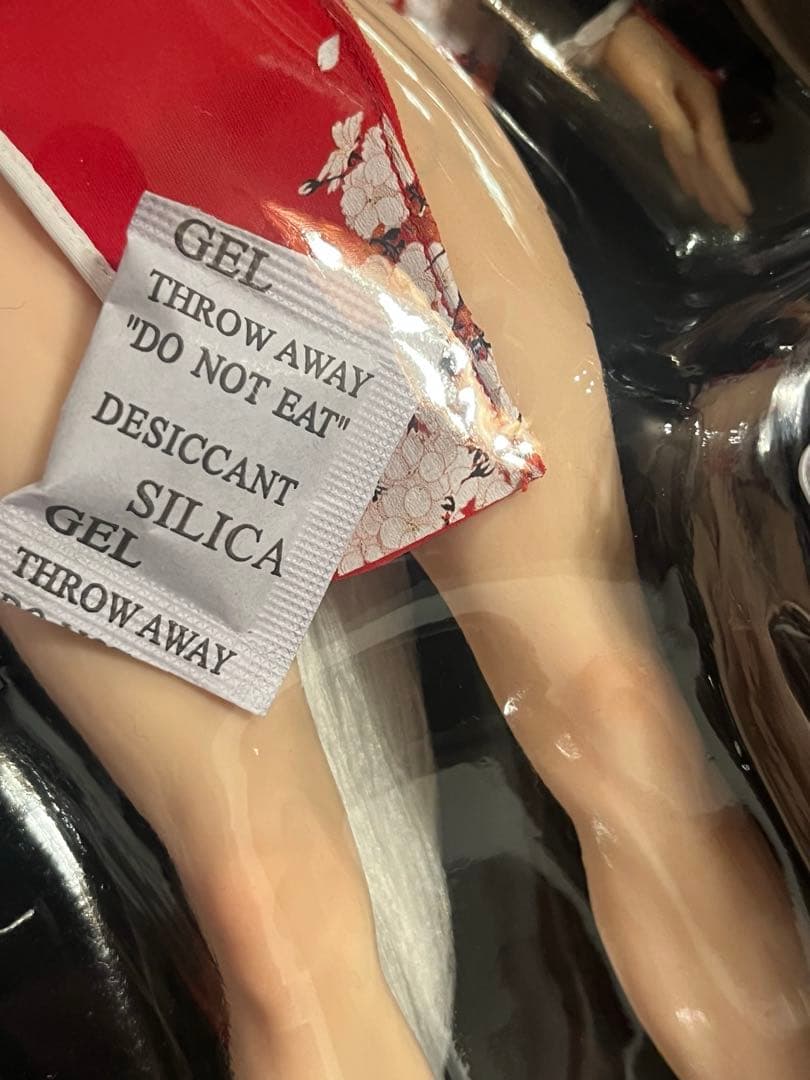 GEL
THROW AWAY
"DO NOT EAT"
DESICCANT
SILICA
GEL
THROW AWAY